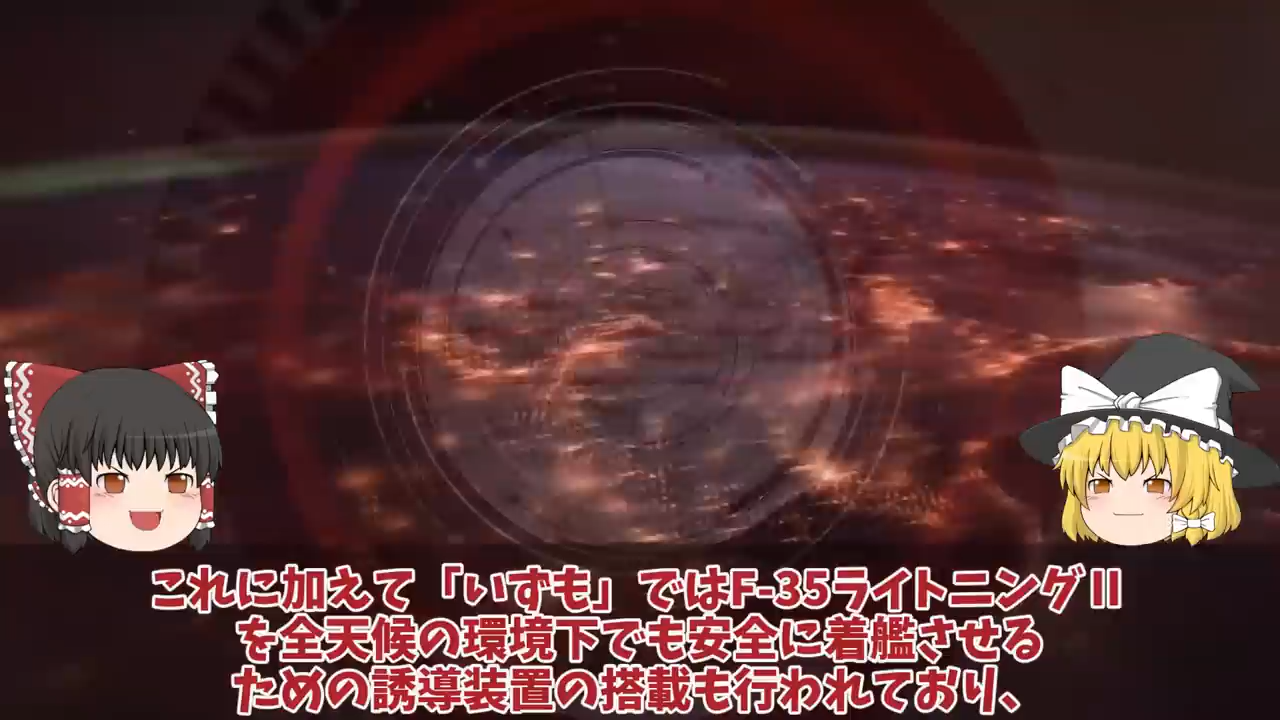 これに加えて「いずも」ではF-35ライトニングⅡ
を全天候の環境下でも安全に着艦させる
ための誘導装置の搭載も行われており、